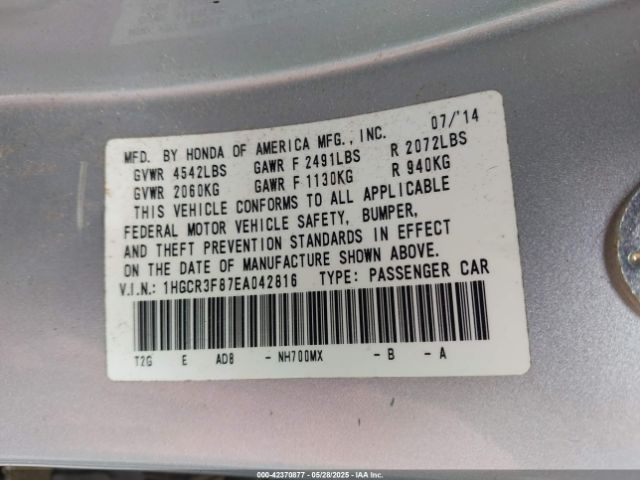 07/'14
MFD. BY HONDA OF AMERICA MFG., INC.
GVWR 4542LBS GAWR F 2491LBS R 2072LBS
GVWR 2060KG GAWR F 1130KG R 940KG
THIS VEHICLE CONFORMS TO ALL APPLICABLE
FEDERAL MOTOR VEHICLE SAFETY, BUMPER,
AND THEFT PREVENTION STANDARDS IN EFFECT
ON THE DATE OF MANUFACTURE SHOWN ABOVE.
V.I.N.: 1HGCR3F87EA042816 TYPE: PASSENGER CAR
T2G E AD8 - NH700MX - B - A
000-42370877 - 05/28/2025 - IAA Inc.